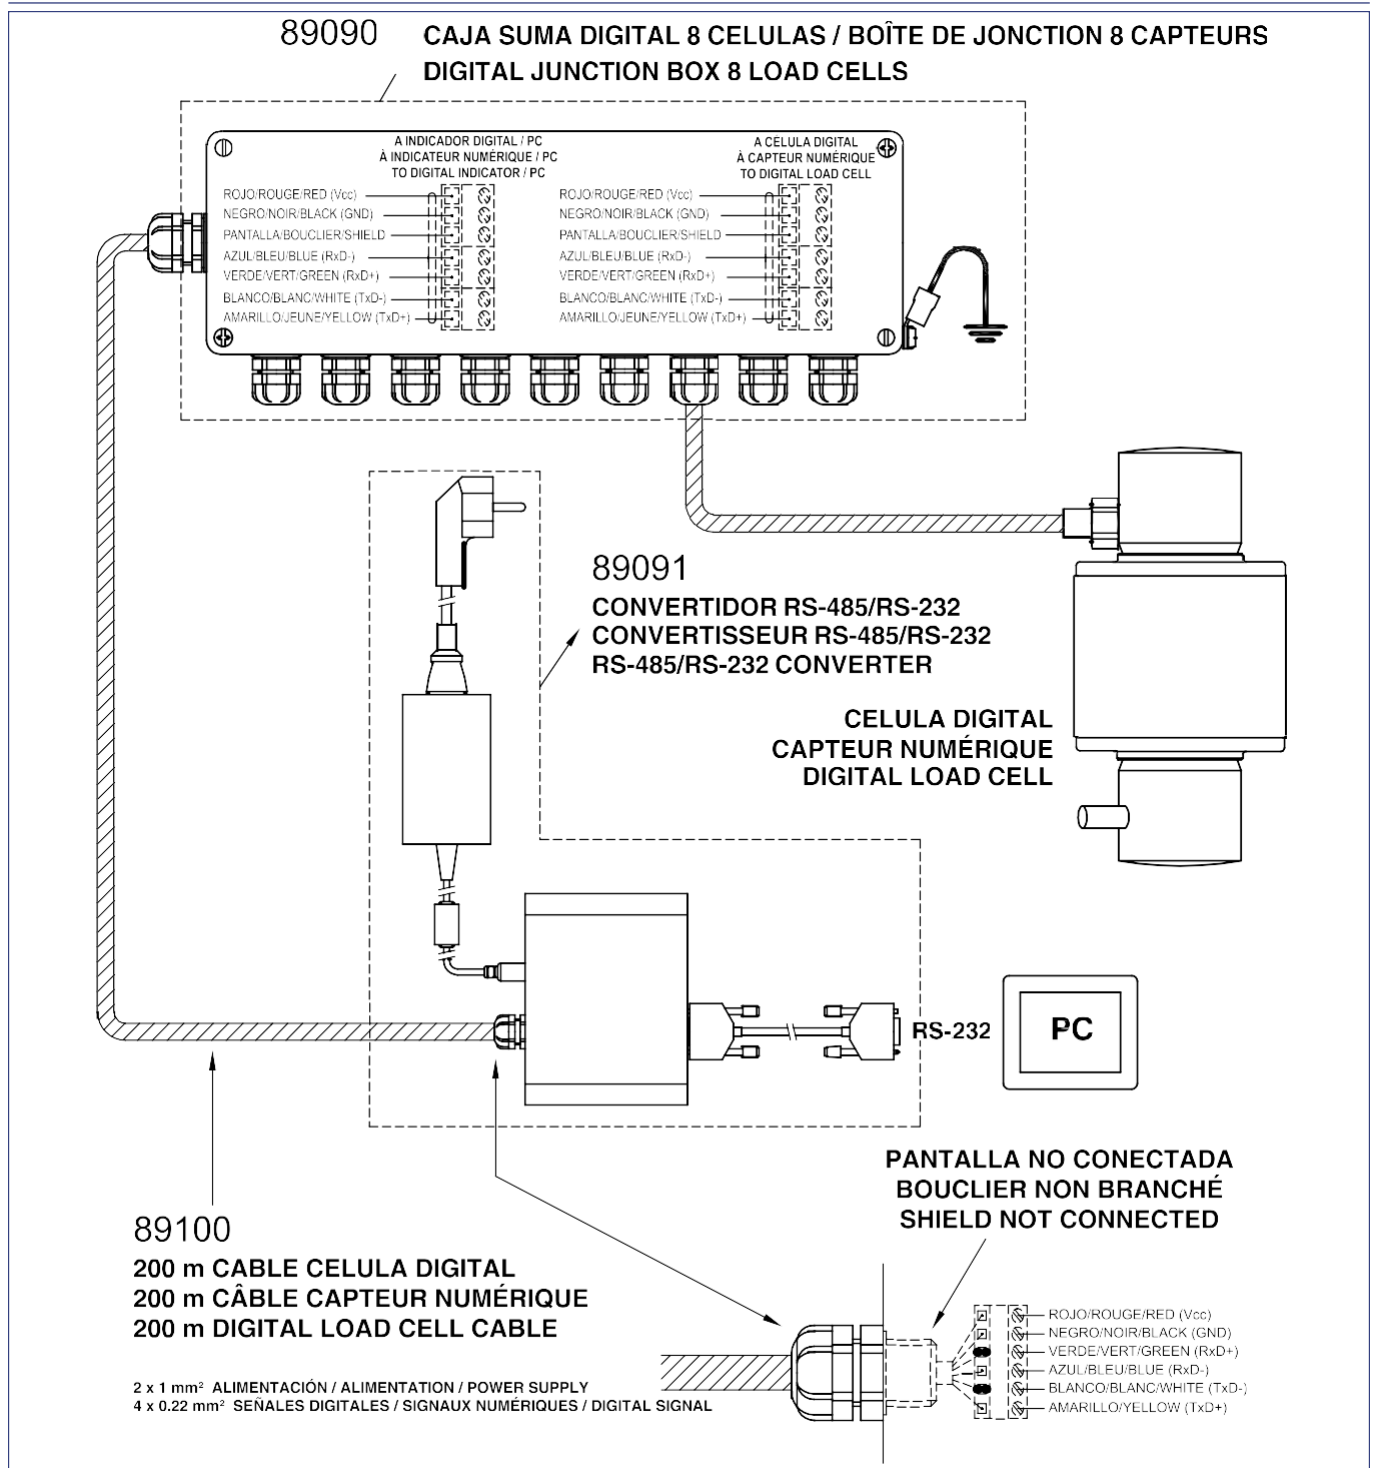 89090
CAJA SUMA DIGITAL 8 CELULAS / BOÎTE DE JONCTION 8 CAPTEURS
DIGITAL JUNCTION BOX 8 LOAD CELLS
A INDICADOR DIGITAL / PC
À INDICATEUR NUMÉRIQUE / PC
TO DIGITAL INDICATOR / PC
ROJO/ROUGE/RED (Vcc)
NEGRO/NOIR/BLACK (GND)
PANTALLA/BOUCLIER/SHIELD
AZUL/BLEU/BLUE (RxD-)
VERDE/VERT/GREEN (RxD+)
BLANCO/BLANC/WHITE (TxD-)
AMARILLO/JEUNE/YELLOW (TxD+)
A CÉLULA DIGITAL
À CAPTEUR NUMÉRIQUE
TO DIGITAL LOAD CELL
ROJO/ROUGE/RED (Vcc)
NEGRO/NOIR/BLACK (GND)
PANTALLA/BOUCLIER/SHIELD
AZUL/BLEU/BLUE (RxD-)
VERDE/VERT/GREEN (RxD+)
BLANCO/BLANC/WHITE (TxD-)
AMARILLO/JEUNE/YELLOW (TxD+)
89091
CONVERTIDOR RS-485/RS-232
CONVERTISSEUR RS-485/RS-232
RS-485/RS-232 CONVERTER
CELULA DIGITAL
CAPTEUR NUMÉRIQUE
DIGITAL LOAD CELL
RS-232
PC
89100
200 m CABLE CELULA DIGITAL
200 m CÂBLE CAPTEUR NUMÉRIQUE
200 m DIGITAL LOAD CELL CABLE
2 x 1 mm² ALIMENTACIÓN / ALIMENTATION / POWER SUPPLY
4 x 0.22 mm² SEÑALES DIGITALES / SIGNAUX NUMÉRIQUES / DIGITAL SIGNAL
PANTALLA NO CONECTADA
BOUCLIER NON BRANCHÉ
SHIELD NOT CONNECTED
ROJO/ROUGE/RED (Vcc)
NEGRO/NOIR/BLACK (GND)
VERDE/VERT/GREEN (RxD+)
AZUL/BLEU/BLUE (RxD-)
BLANCO/BLANC/WHITE (TxD-)
AMARILLO/YELLOW (TxD+)